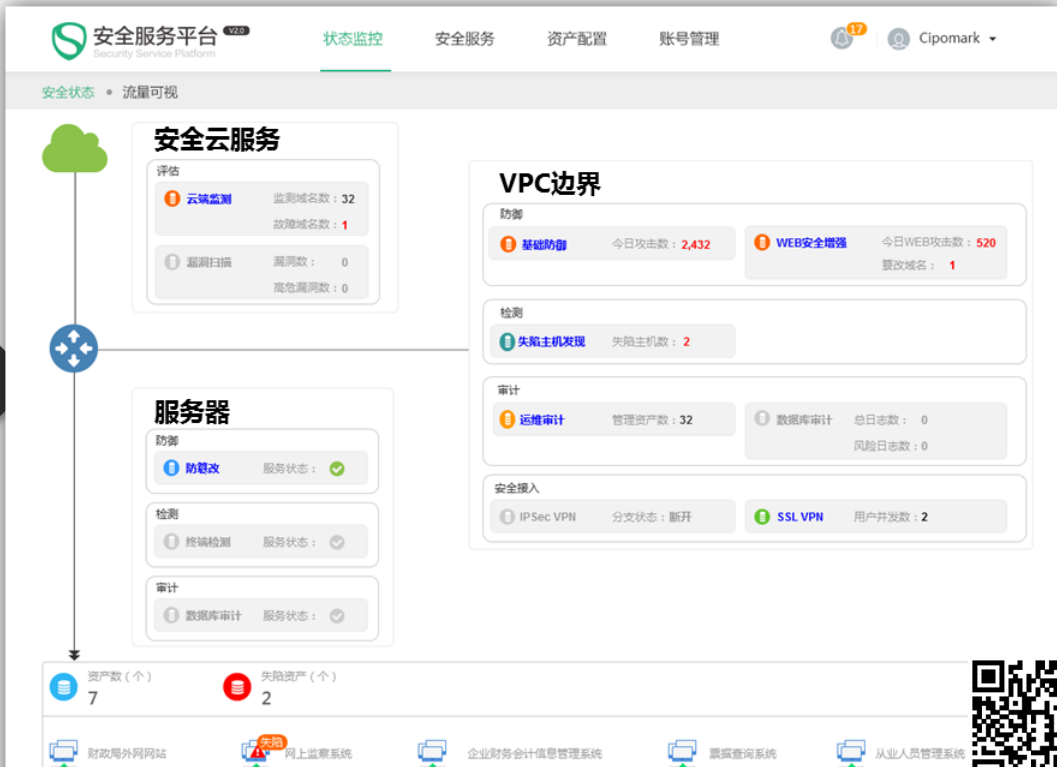 安全服务平台 V2.0
Security Service Platform
状态监控
安全服务
资产配置
账号管理
17
Cipomark
安全状态 • 流量可视
安全云服务
评估
云端监测 监测域名数：32
故障域名数：1
漏洞扫描 漏洞数： 0
高危漏洞数：0
VPC边界
防御
基础防御 今日攻击数：2,432
WEB安全增强 今日WEB攻击数：520
篡改域名： 1
检测
失陷主机发现 失陷主机数：2
审计
运维审计 管理资产数：32
数据库审计 总日志数： 0
风险日志数：0
安全接入
IPSec VPN 分支状态：断开
SSL VPN 用户并发数：2
服务器
防御
防篡改 服务状态：
检测
终端检测 服务状态：
审计
数据库审计 服务状态：
资产数（个）
7
失陷资产（个）
2
财政局外网网站
失陷
网上监察系统
企业财务会计信息管理系统
票据查询系统
从业人员管理系统